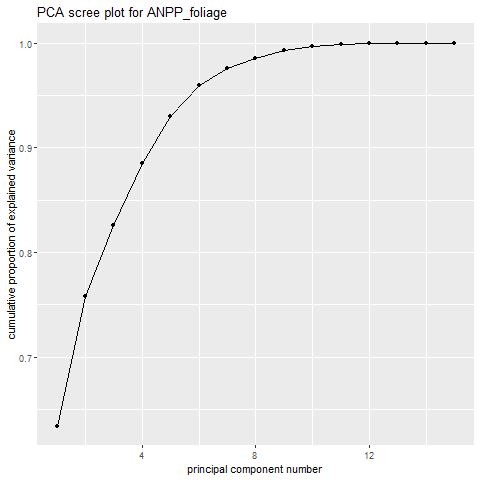 PCA scree plot for ANPP_foliage
1.0
0.9
0.8
0.7
cumulative proportion of explained variance
4
8
12
principal component number